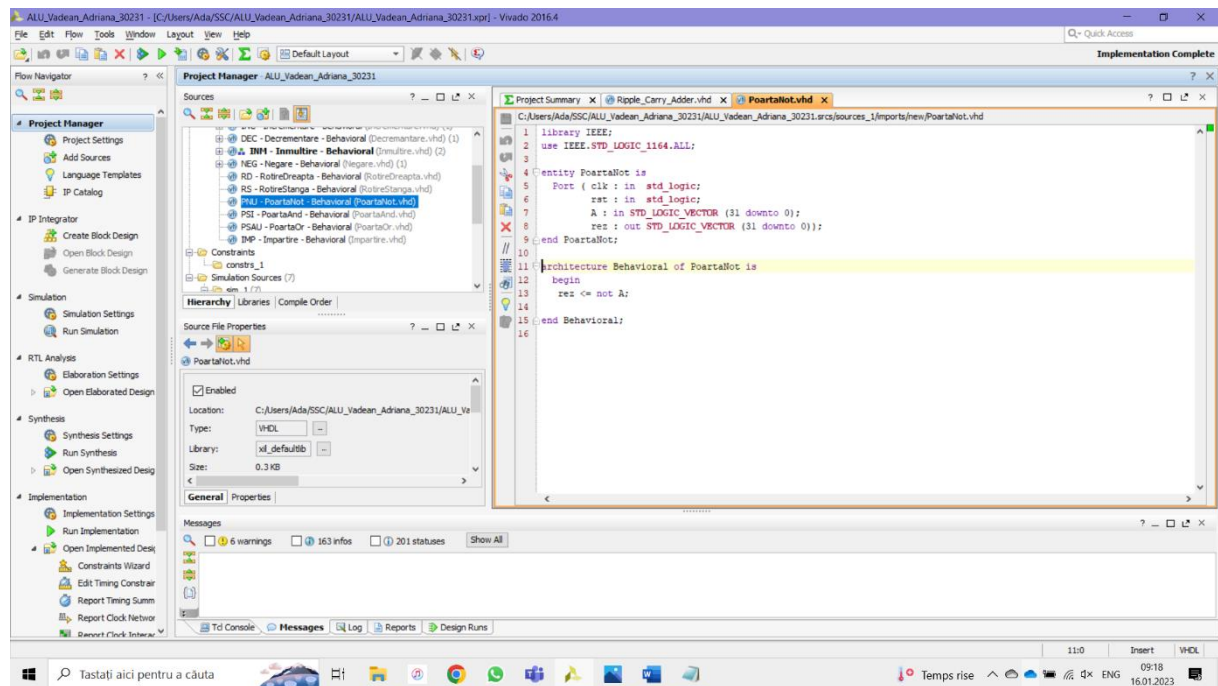 ALU_Vadean_Adriana_30231 - [C:/Users/Ada/SSC/ALU_Vadean_Adriana_30231/ALU_Vadean_Adriana_30231.xpr] - Vivado 2016.4
File Edit Flow Tools Window Layout View Help
Q- Quick Access
Default Layout
Implementation Complete
Flow Navigator
Project Manager
Project Settings
Add Sources
Language Templates
IP Catalog
IP Integrator
Create Block Design
Open Block Design
Generate Block Design
Simulation
Simulation Settings
Run Simulation
RTL Analysis
Elaboration Settings
Open Elaborated Design
Synthesis
Synthesis Settings
Run Synthesis
Open Synthesized Desig
Implementation
Implementation Settings
Run Implementation
Open Implemented Desig
Constraints Wizard
Edit Timing Constrair
Report Timing Summ
Report Clock Networ
Report Clock Interac
Project Manager - ALU_Vadean_Adriana_30231
Sources
DEC - Decrementare - Behavioral (Decremantare.vhd) (1)
INM - Inmultire - Behavioral (Inmultire.vhd) (2)
NEG - Negare - Behavioral (Negare.vhd) (1)
RD - RotireDreapta - Behavioral (RotireDreapta.vhd)
RS - RotireStanga - Behavioral (RotireStanga.vhd)
PNU - PoartaNot - Behavioral (PoartaNot.vhd)
PSI - PoartaAnd - Behavioral (PoartaAnd.vhd)
PSAU - PoartaOr - Behavioral (PoartaOr.vhd)
IMP - Impartire - Behavioral (Impartire.vhd)
Constraints
constrs_1
Simulation Sources (7)
sim_1 (7)
Hierarchy Libraries Compile Order
Source File Properties
PoartaNot.vhd
Enabled
Location: C:/Users/Ada/SSC/ALU_Vadean_Adriana_30231/ALU_Va
Type: VHDL
Library: xil_defaultlib
Size: 0.3 KB
General Properties
Project Summary Ripple_Carry_Adder.vhd PoartaNot.vhd
C:/Users/Ada/SSC/ALU_Vadean_Adriana_30231/ALU_Vadean_Adriana_30231.srcs/sources_1/imports/new/PoartaNot.vhd
1 library IEEE;
2 use IEEE.STD_LOGIC_1164.ALL;
3
4 entity PoartaNot is
5 Port ( clk : in std_logic;
6 rst : in std_logic;
7 A : in STD_LOGIC_VECTOR (31 downto 0);
8 rez : out STD_LOGIC_VECTOR (31 downto 0));
9 end PoartaNot;
10
11 architecture Behavioral of PoartaNot is
12 begin
13 rez <= not A;
14
15 end Behavioral;
16
Messages
6 warnings 163 infos 201 statuses Show All
Tcl Console Messages Log Reports Design Runs
11:0 Insert VHDL
Tastați aici pentru a căuta
Temps rise ENG 09:18
16.01.2023